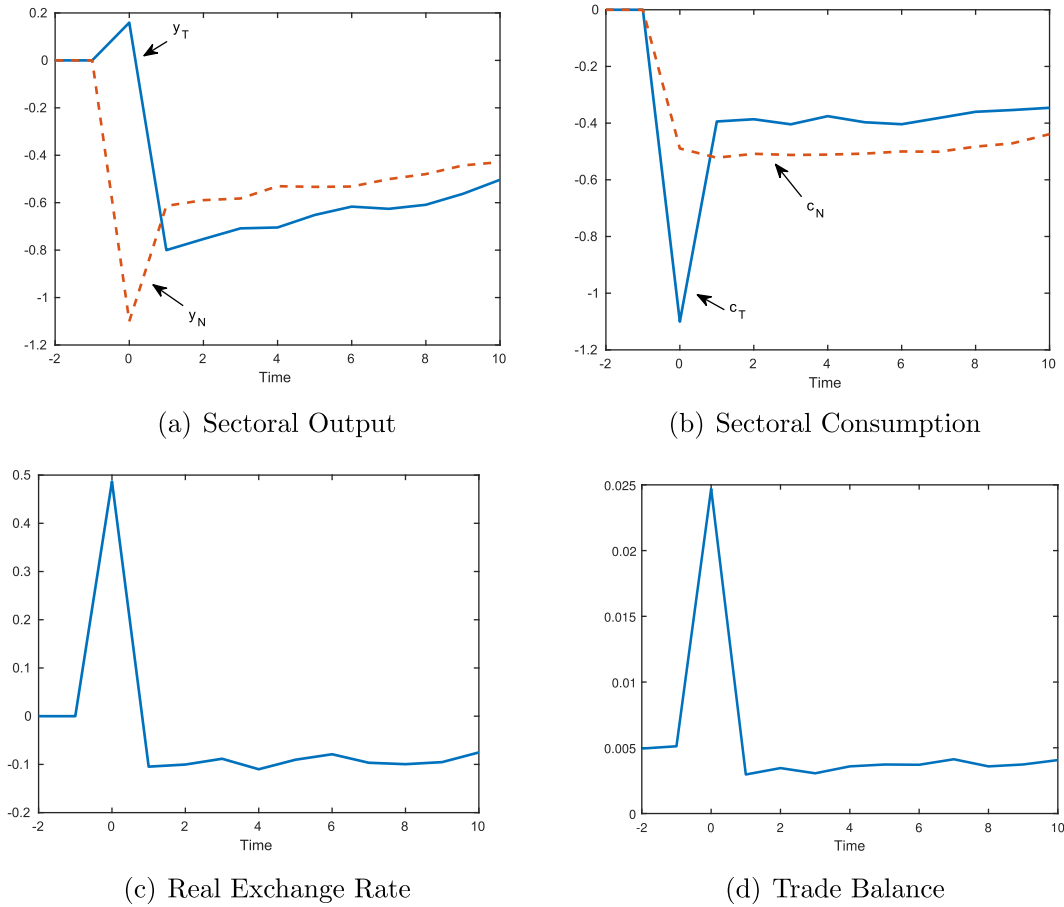 0.2
0
-0.2
-0.4
-0.6
-0.8
-1
-1.2
y_T
y_N
-2 0 2 4 6 8 10
Time
(a) Sectoral Output
0
-0.2
-0.4
-0.6
-0.8
-1
-1.2
c_N
c_T
-2 0 2 4 6 8 10
Time
(b) Sectoral Consumption
0.5
0.4
0.3
0.2
0.1
0
-0.1
-0.2
-2 0 2 4 6 8 10
Time
(c) Real Exchange Rate
0.025
0.02
0.015
0.01
0.005
0
-2 0 2 4 6 8 10
Time
(d) Trade Balance